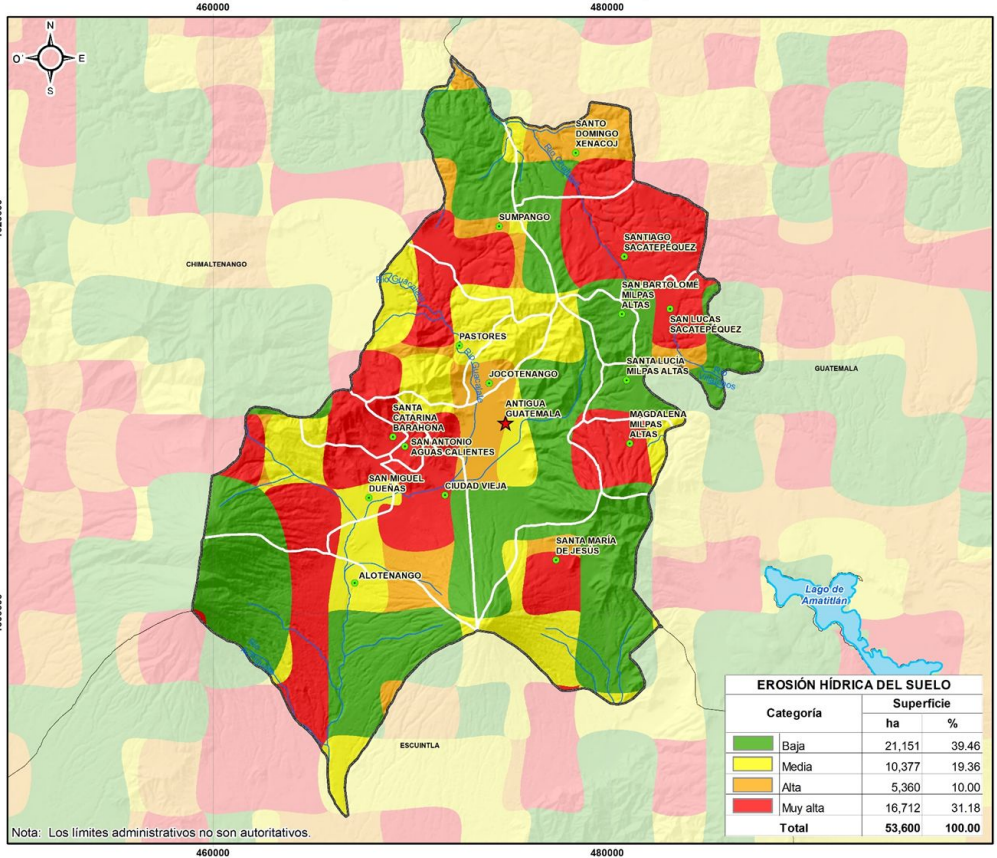 460000
480000
N
O
E
S
SANTO
DOMINGO
XENACOJ
SUMPANGO
SANTIAGO
SACATEPÉQUEZ
CHIMALTENANGO
SAN BARTOLOMÉ
MILPAS
ALTAS
SAN LUCAS
SACATEPÉQUEZ
PASTORES
SANTA LUCÍA
MILPAS ALTAS
GUATEMALA
JOCOTENANGO
ANTIGUA
GUATEMALA
SANTA
CATARINA
BARAHONA
MAGDALENA
MILPAS
ALTAS
SAN ANTONIO
AGUAS CALIENTES
SAN MIGUEL
DUEÑAS
CIUDAD VIEJA
SANTA MARÍA
DE JESÚS
ALOTENANGO
Lago de
Amatitlán
ESCUINTLA
EROSIÓN HÍDRICA DEL SUELO
Categoría Superficie
ha %
Baja 21,151 39.46
Media 10,377 19.36
Alta 5,360 10.00
Muy alta 16,712 31.18
Total 53,600 100.00
Nota: Los límites administrativos no son autoritativos.
460000
480000